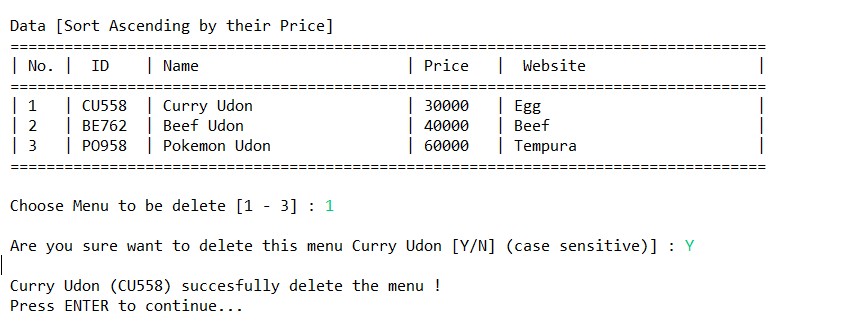 Data [Sort Ascending by their Price]
====================================================================================
| No. |  ID    | Name                       | Price   |  Website                   |
====================================================================================
| 1   | CU558  | Curry Udon                 | 30000   | Egg                        |
| 2   | BE762  | Beef Udon                  | 40000   | Beef                       |
| 3   | PO958  | Pokemon Udon               | 60000   | Tempura                    |
====================================================================================
Choose Menu to be delete [1 - 3] : 1
Are you sure want to delete this menu Curry Udon [Y/N] (case sensitive)] : Y
Curry Udon (CU558) succesfully delete the menu !
Press ENTER to continue...